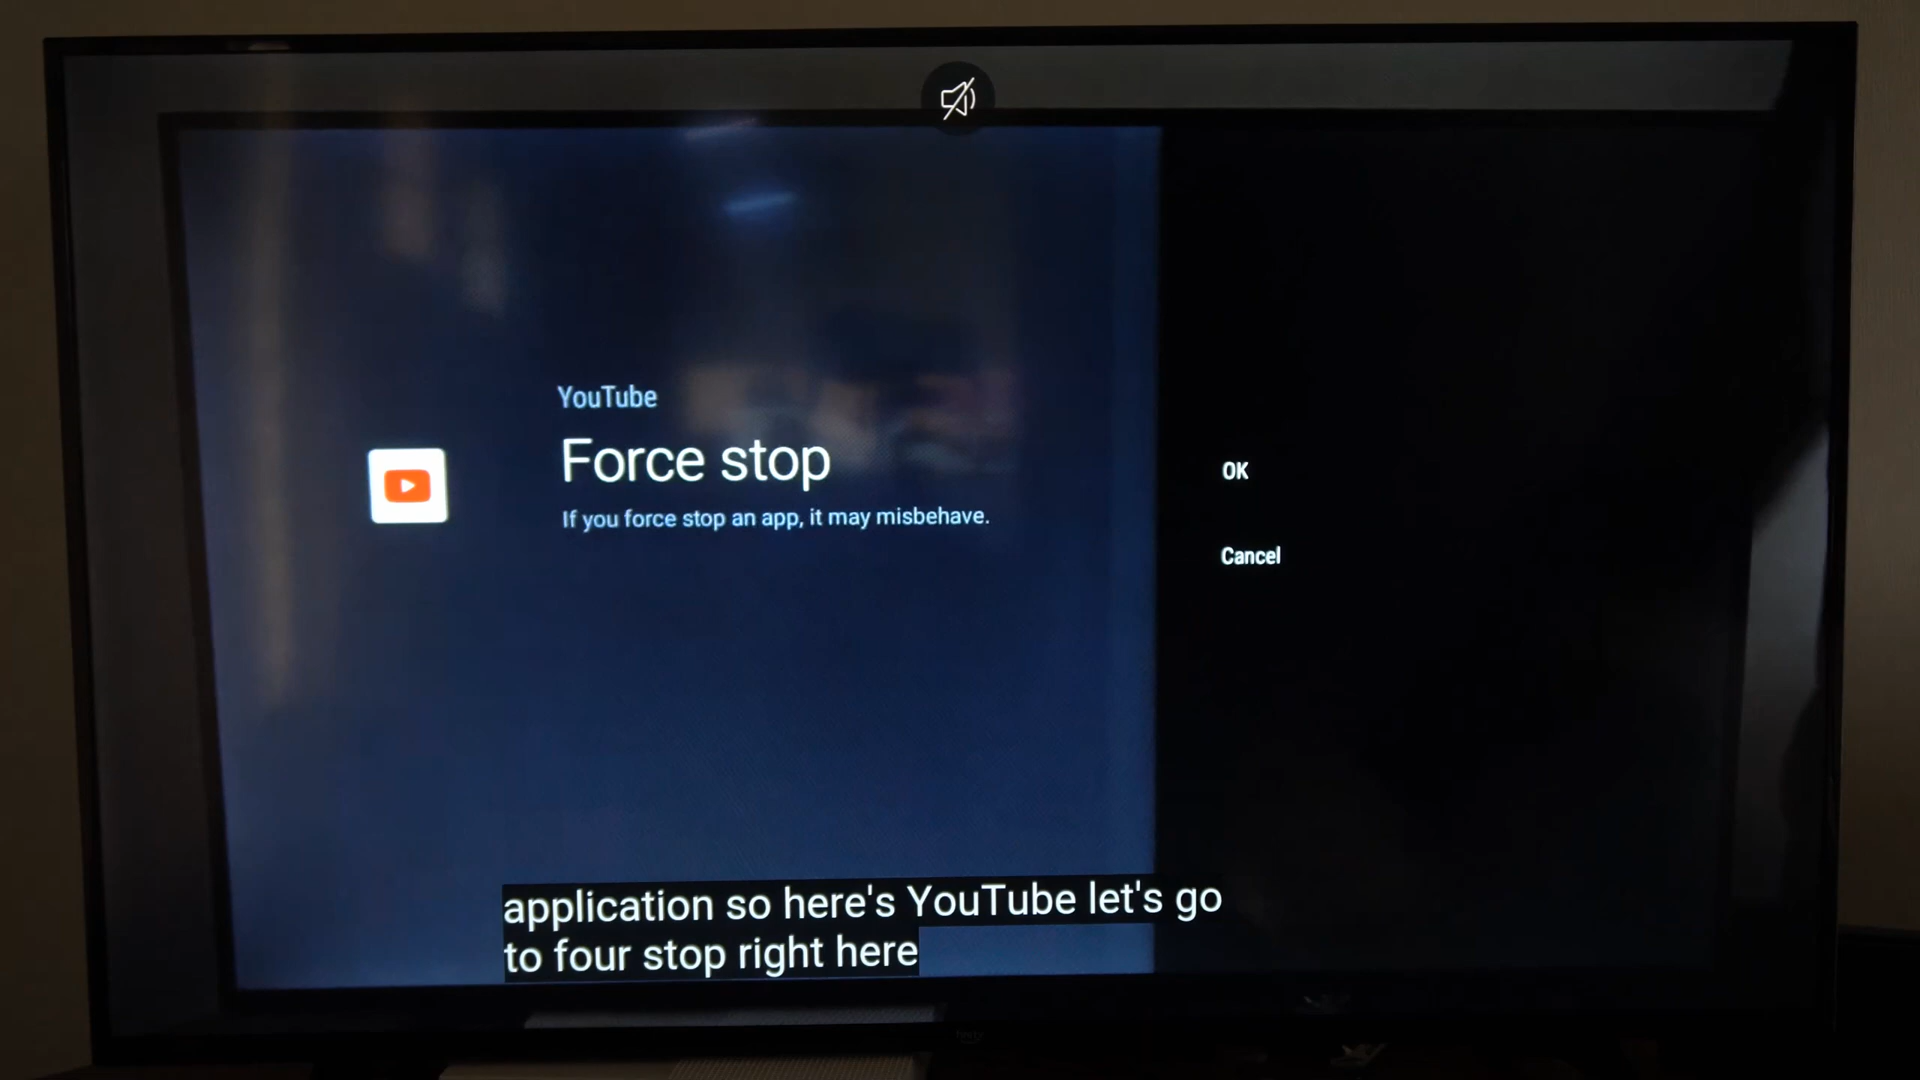 YouTube
Force stop
If you force stop an app, it may misbehave.
OK
Cancel
application so here's YouTube let's go
to four stop right here